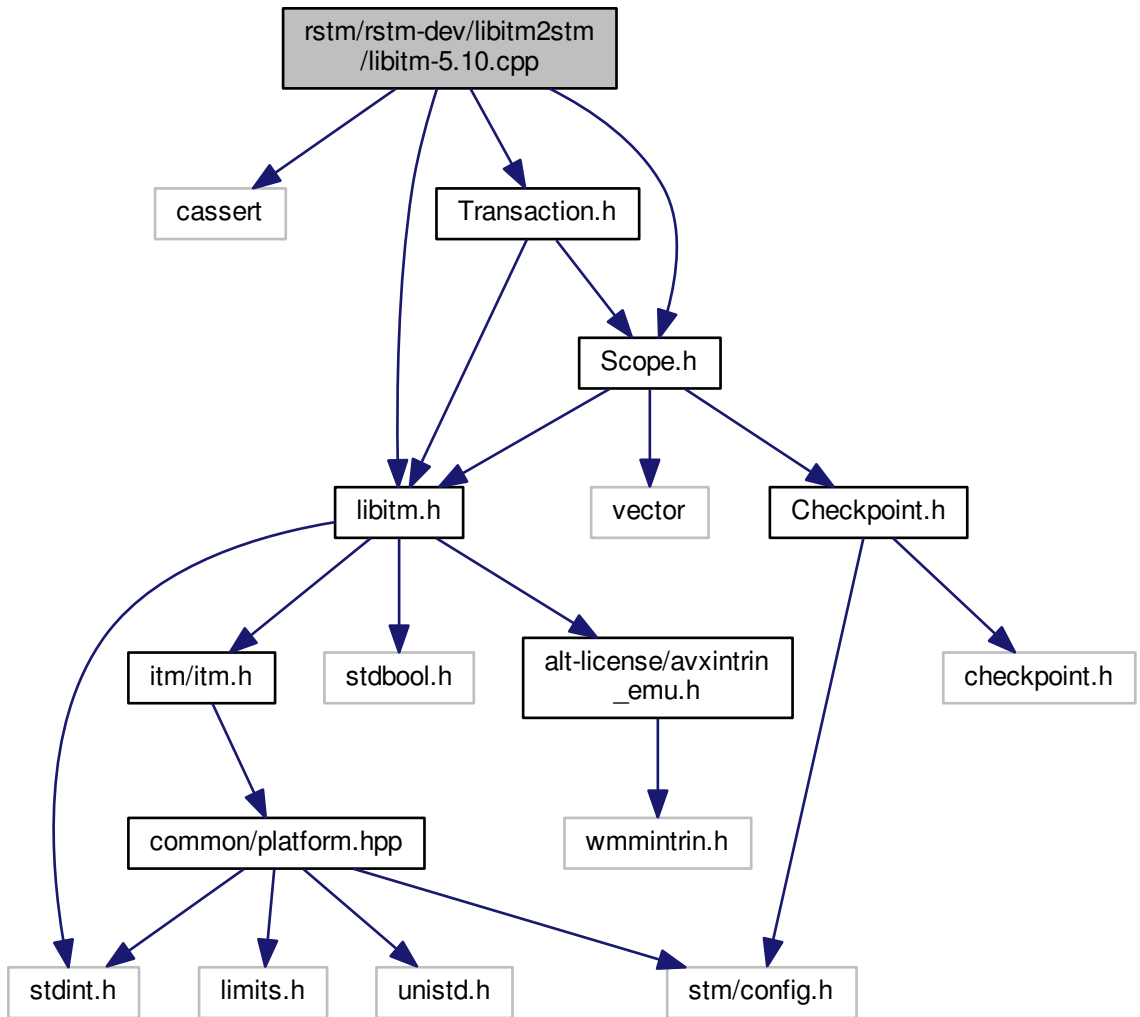 rstm/rstm-dev/libitm2stm
/libitm-5.10.cpp
cassert
Transaction.h
Scope.h
libitm.h
vector
Checkpoint.h
itm/itm.h
stdbool.h
alt-license/avxintrin
_emu.h
checkpoint.h
common/platform.hpp
wmmintrin.h
stdint.h
limits.h
unistd.h
stm/config.h